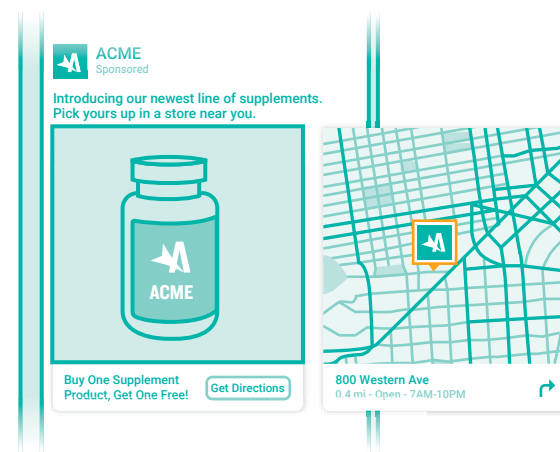 ACME
Sponsored
Introducing our newest line of supplements.
Pick yours up in a store near you.
ACME
Buy One Supplement
Product, Get One Free!
Get Directions
800 Western Ave
0.4 mi - Open - 7AM-10PM